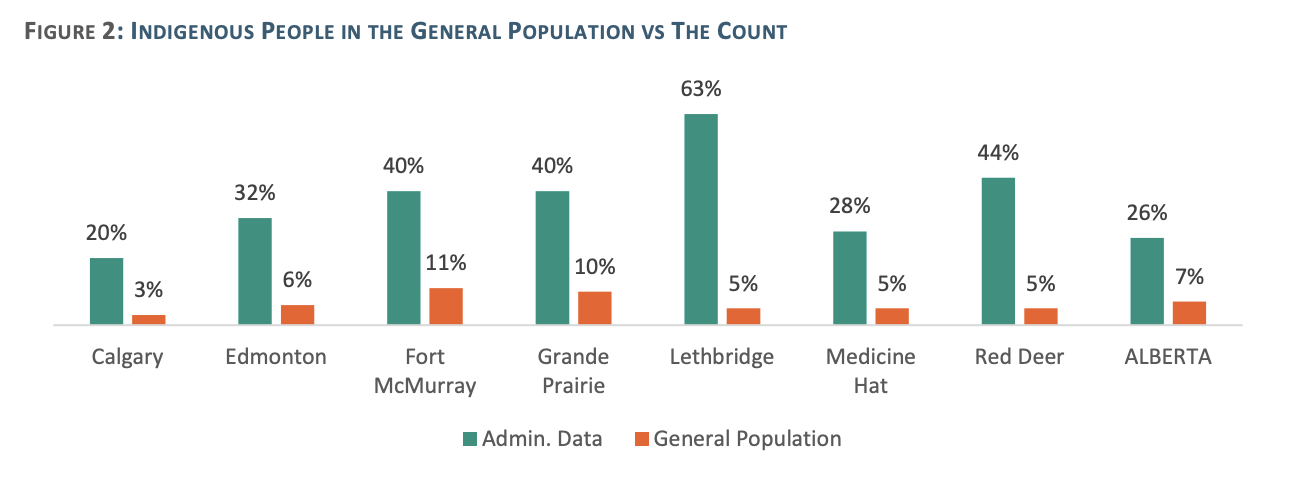 FIGURE 2: INDIGENOUS PEOPLE IN THE GENERAL POPULATION VS THE COUNT
63%
44%
40%
40%
32%
28%
26%
20%
11%
10%
7%
6%
5%
5%
5%
3%
Calgary
Edmonton
Fort
McMurray
Grande
Prairie
Lethbridge
Medicine
Hat
Red Deer
ALBERTA
Admin. Data
General Population